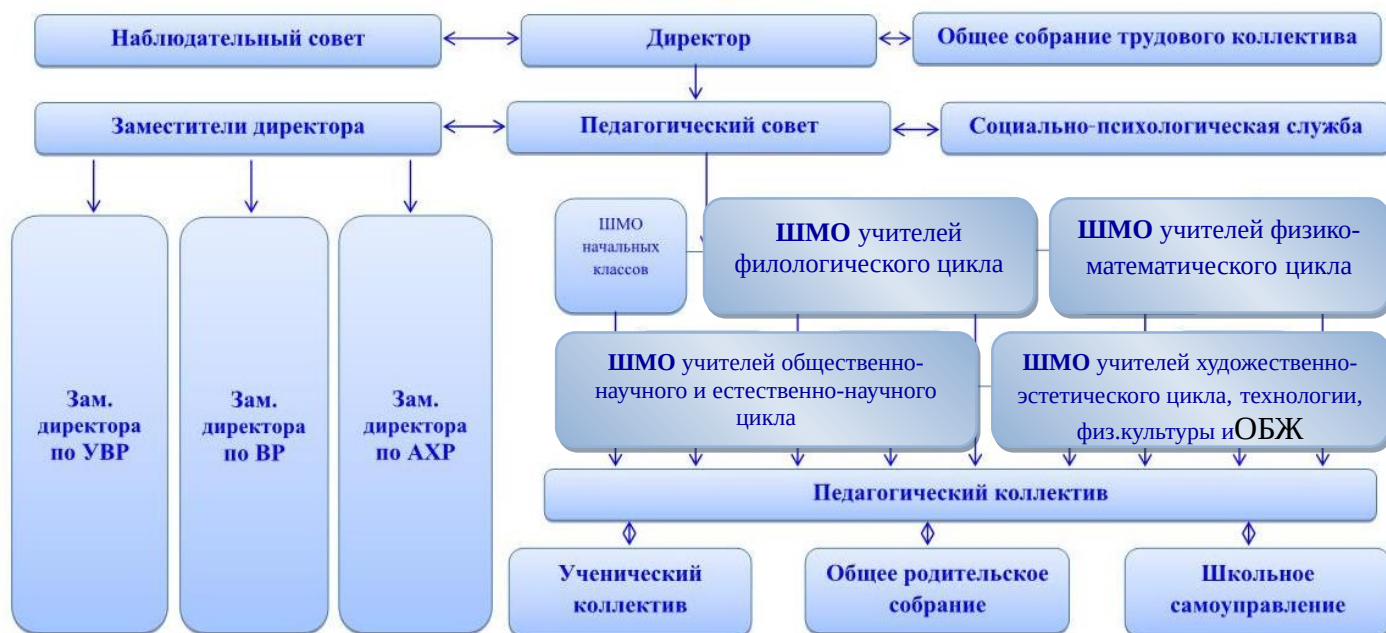 Наблюдательный совет
Директор
Общее собрание трудового коллектива
Заместители директора
Педагогический совет
Социально-психологическая служба
Зам.
директора
по УВР
Зам.
директора
по ВР
Зам.
директора
по АХР
ШМО
начальных
классов
ШМО учителей
филологического цикла
ШМО учителей физико-
математического цикла
ШМО учителей общественно-
научного и естественно-научного
цикла
ШМО учителей художественно-
эстетического цикла, технологии,
физ.культуры иОБЖ
Педагогический коллектив
Ученический
коллектив
Общее родительское
собрание
Школьное
самоуправление